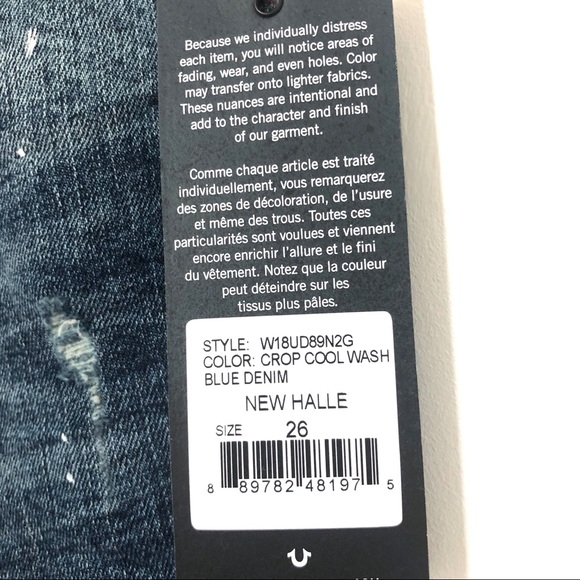 Because we individually distress
each item, you will notice areas of
fading, wear, and even holes. Color
may transfer onto lighter fabrics.
These nuances are intentional and
add to the character and finish
of our garment.
Comme chaque article est traité
individuellement, vous remarquerez
des zones de décoloration, de l'usure
et même des trous. Toutes ces
particularités sont voulues et viennent
encore enrichir l'allure et le fini
du vêtement. Notez que la couleur
peut déteindre sur les
tissus plus pâles.
STYLE: W18UD89N2G
COLOR: CROP COOL WASH
BLUE DENIM
NEW HALLE
SIZE 26
8 89782 48197 5